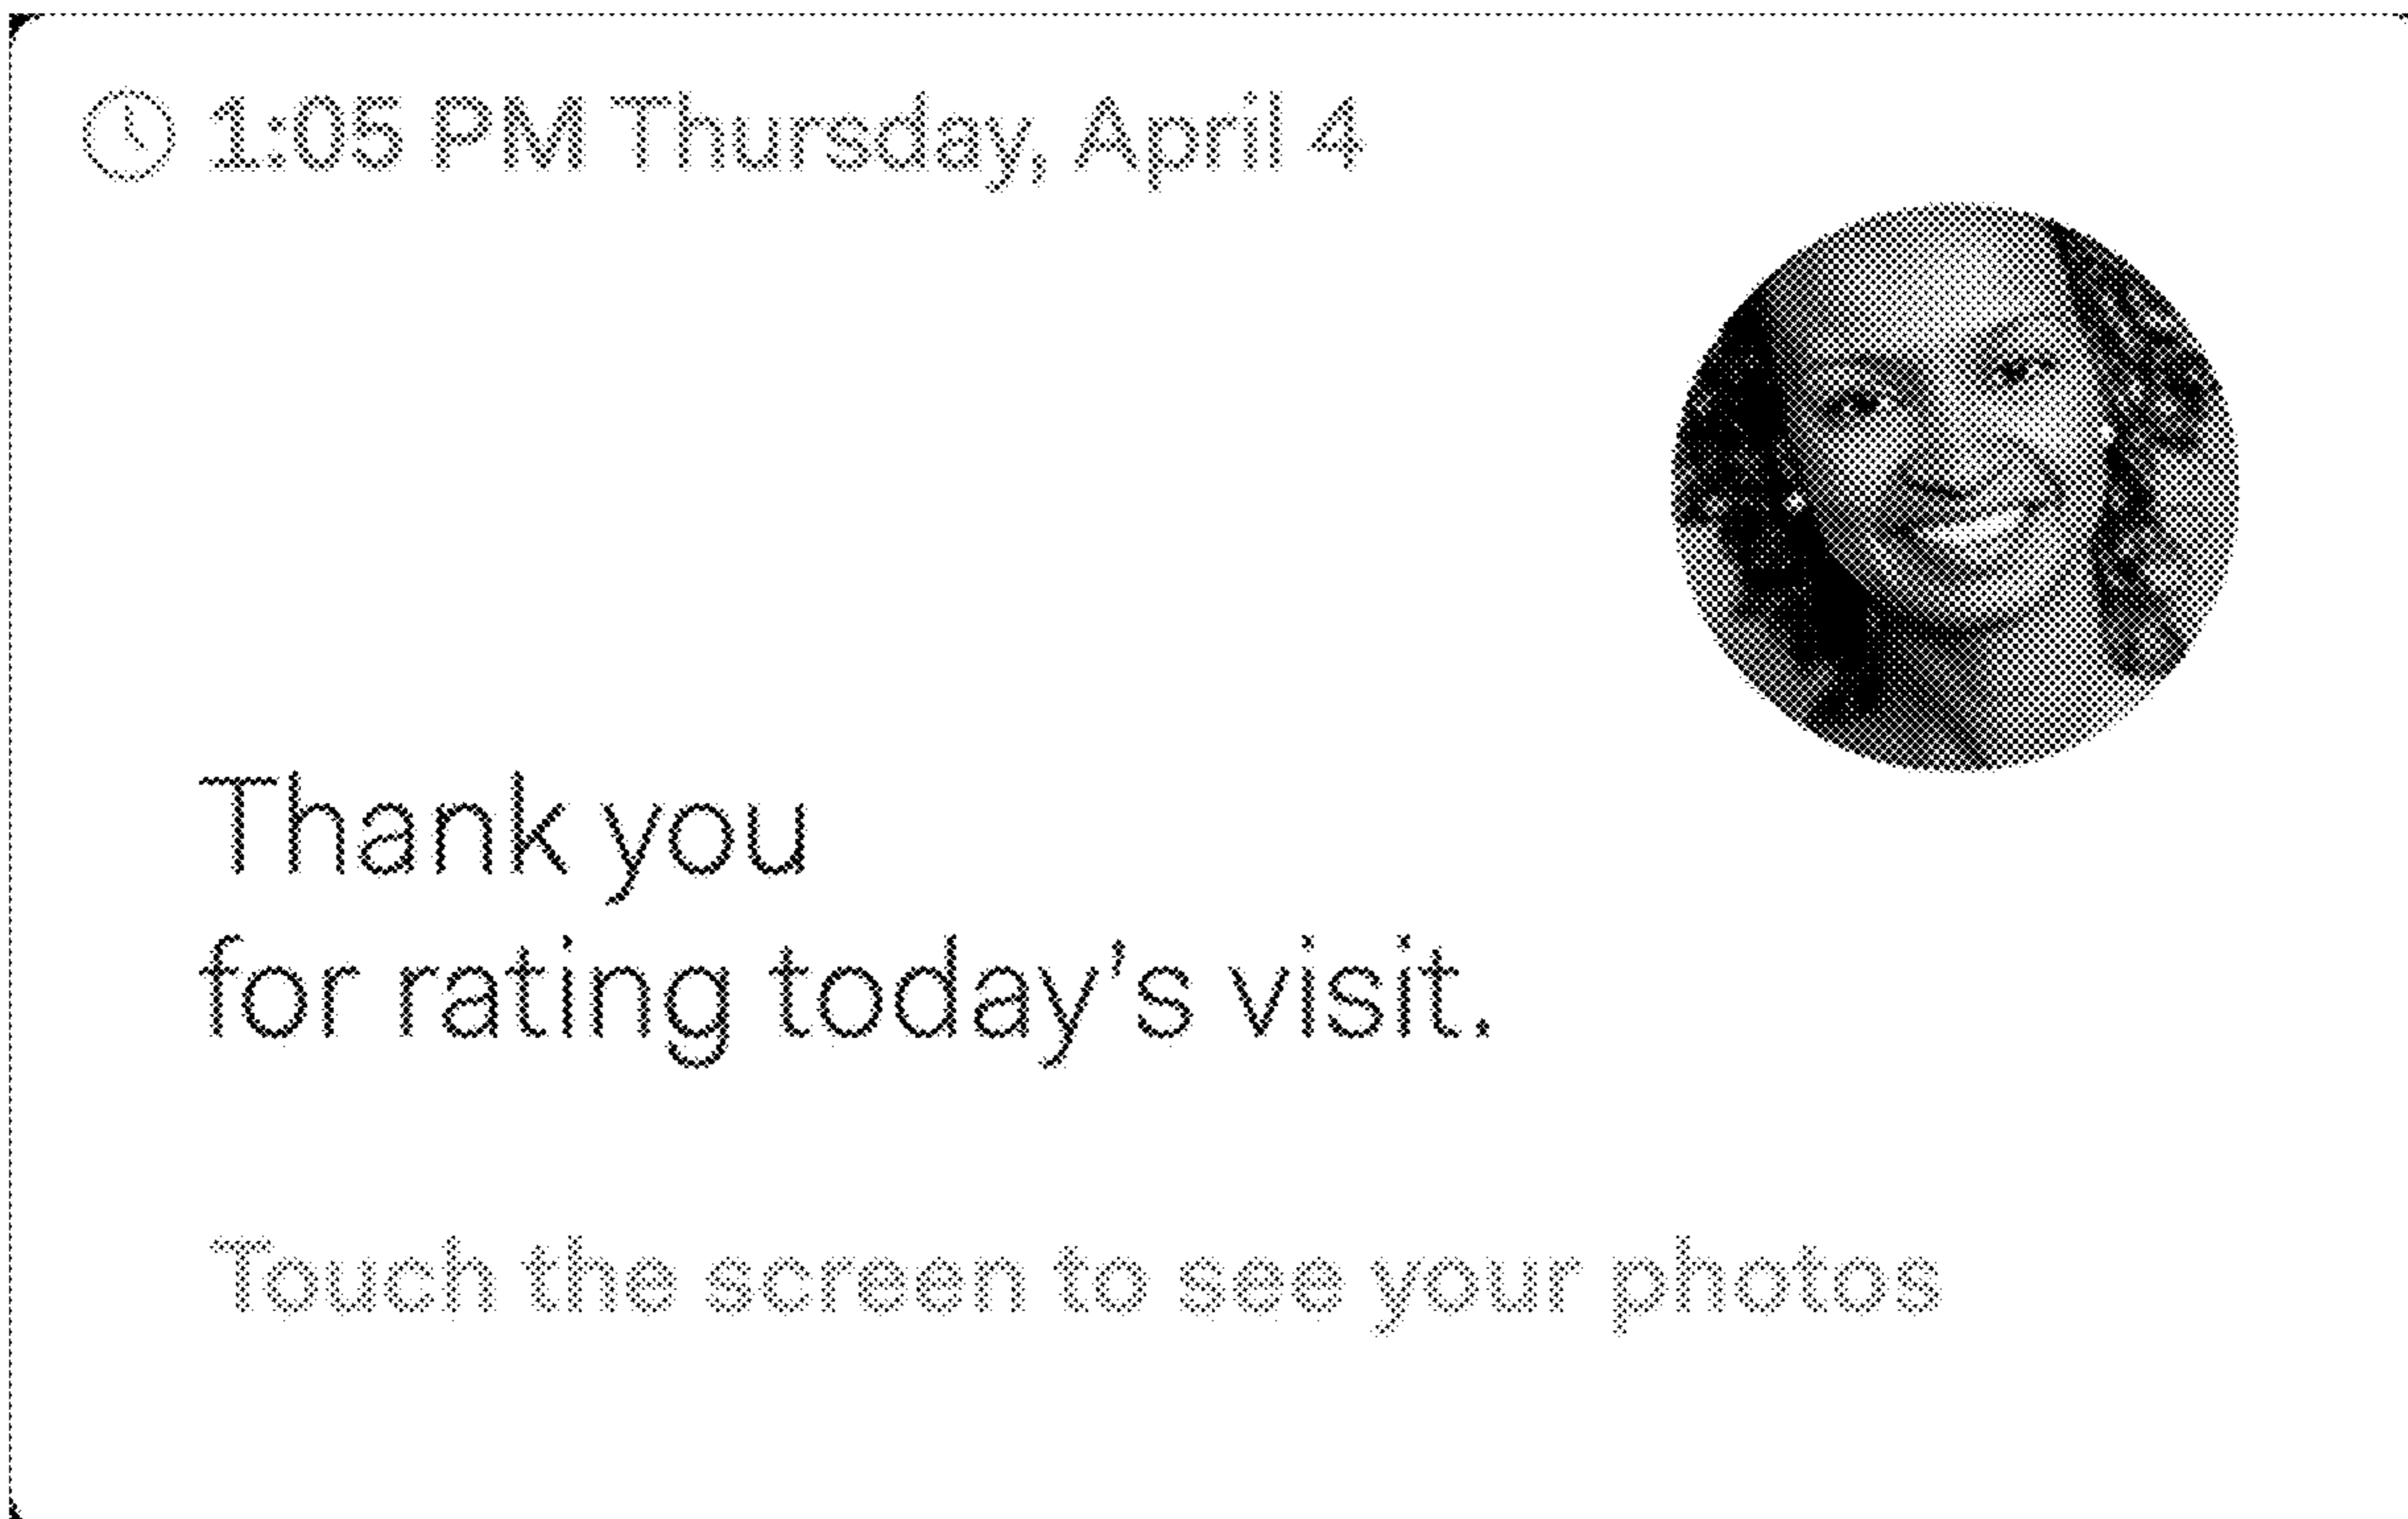 1:05 PM Thursday, April 4
Thank you
for rating today's visit.
Touch the screen to see your photos